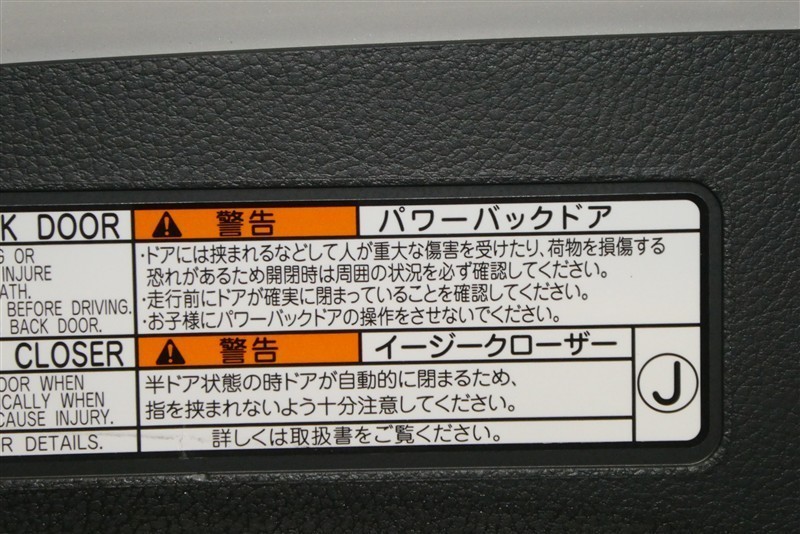 K DOOR
警告
パワーバックドア
G OR
INJURE
ATH.
BEFORE DRIVING.
BACK DOOR.
・ドアには挟まれるなどして人が重大な傷害を受けたり、荷物を損傷する
恐れがあるため開閉時は周囲の状況を必ず確認してください。
・走行前にドアが確実に閉まっていることを確認してください。
・お子様にパワーバックドアの操作をさせないでください。
CLOSER
警告
イージークローザー
OOR WHEN
ICALLY WHEN
CAUSE INJURY.
半ドア状態の時ドアが自動的に閉まるため、
指を挟まれないよう十分注意してください。
J
R DETAILS.
詳しくは取扱書をご覧ください。